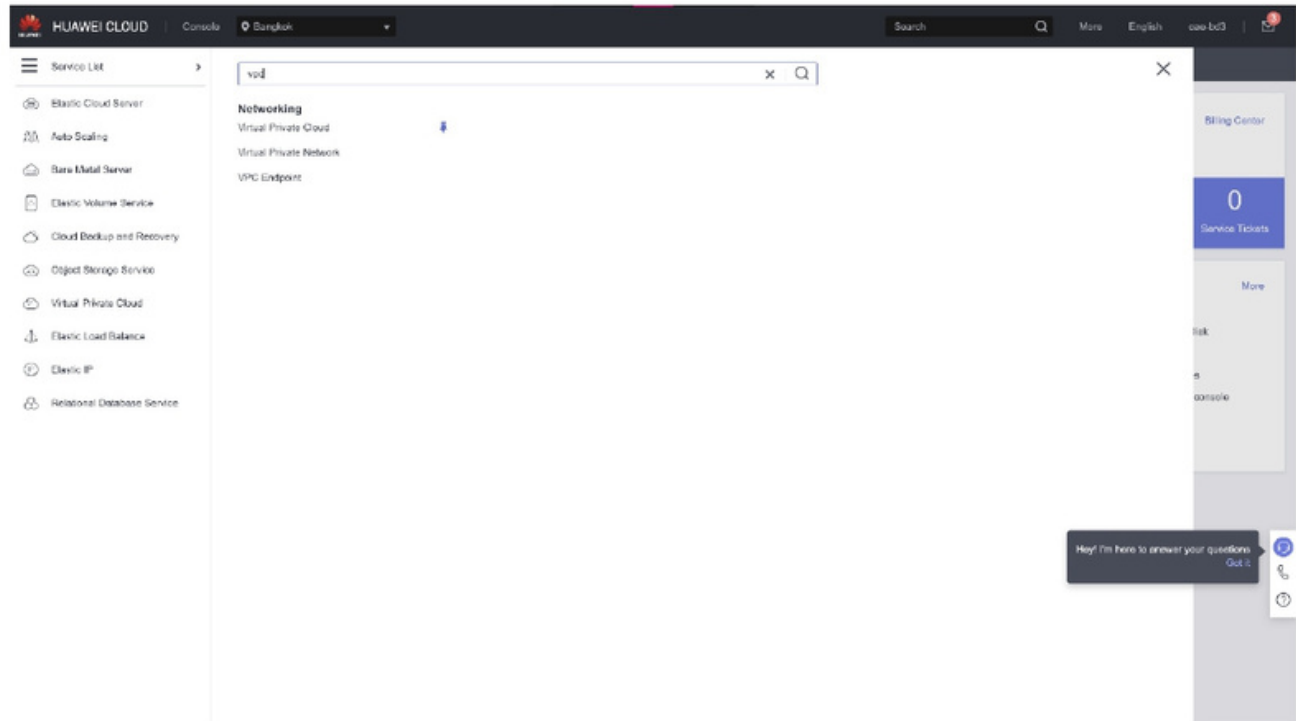 HUAWEI CLOUD Console Bangkok Search More English 3
HUAWEI
Service List
Elastic Cloud Server
Auto Scaling
Bare Metal Server
Elastic Volume Service
Cloud Backup and Recovery
Object Storage Service
Virtual Private Cloud
Elastic Load Balance
Elastic IP
Relational Database Service
Networking
Virtual Private Cloud
Virtual Private Network
VPC Endpoint
Billing Center
0
Service Tickets
More
console
Hey! I'm here to answer your questions
Got it